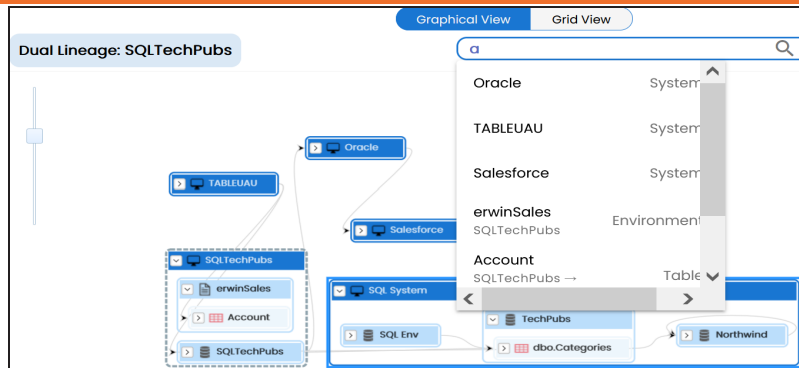 Graphical View Grid View
Dual Lineage: SQLTechPubs
a
Oracle System
TABLEUAU System
Salesforce System
erwinSales Environment
SQLTechPubs
Account
SQLTechPubs → Table
Oracle
TABLEUAU
Salesforce
SQLTechPubs
erwinSales
Account
SQLTechPubs
SQL System
SQL Env
TechPubs
dbo.Categories
Northwind